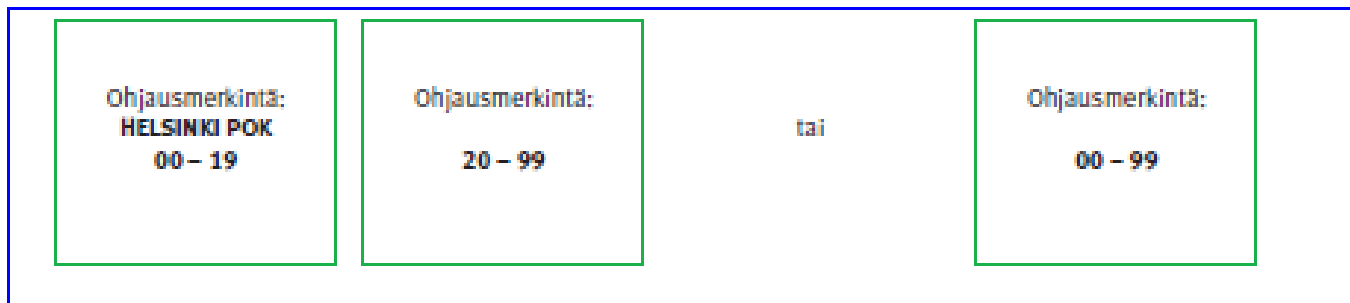 Ohjausmerkintä:
HELSINKI POK
00 – 19
Ohjausmerkintä:
20 – 99
tai
Ohjausmerkintä:
00 – 99